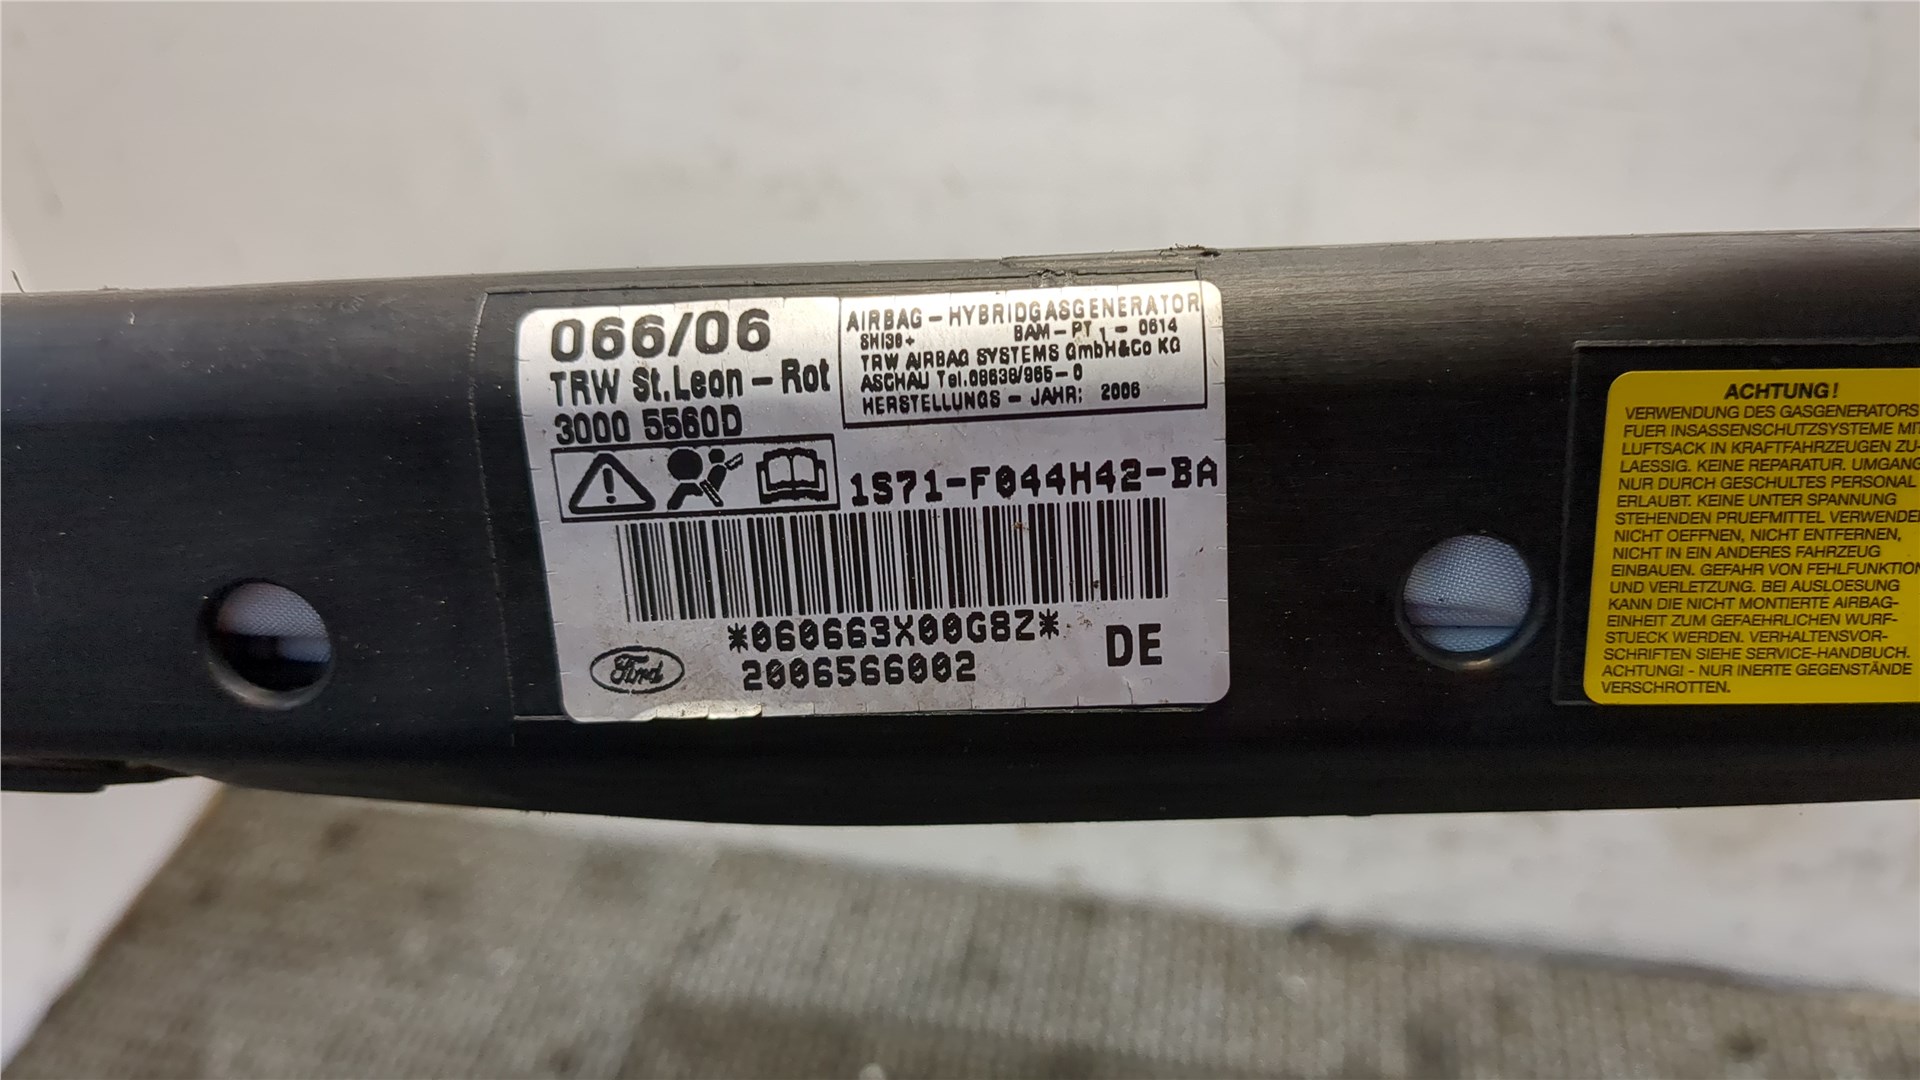 066/06
TRW St.Leon-Rot
3000 5560D
AIRBAG-HYBRIDGASGENERATOR
SHI30+ BAM-PT 1-0614
TRW AIRBAG SYSTEMS GmbH&Co KG
ASCHAU Tel.08638/965-0
HERSTELLUNGS-JAHR: 2006
1S71-F044H42-BA
*060663X00G8Z*
2006566002
DE
Ford
ACHTUNG!
VERWENDUNG DES GASGENERATORS
FUER INSASSENSCHUTZSYSTEME MIT
LUFTSACK IN KRAFTFAHRZEUGEN ZU-
LAESSIG. KEINE REPARATUR. UMGANG
NUR DURCH GESCHULTES PERSONAL
ERLAUBT. KEINE UNTER SPANNUNG
STEHENDEN PRUEFMITTEL VERWENDEN
NICHT OEFFNEN, NICHT ENTFERNEN,
NICHT IN EIN ANDERES FAHRZEUG
EINBAUEN. GEFAHR VON FEHLFUNKTION
UND VERLETZUNG. BEI AUSLOESUNG
KANN DIE NICHT MONTIERTE AIRBAG-
EINHEIT ZUM GEFAEHRLICHEN WURF-
STUECK WERDEN. VERHALTENSVOR-
SCHRIFTEN SIEHE SERVICE-HANDBUCH.
ACHTUNG! - NUR INERTE GEGENSTÄNDE
VERSCHROTTEN.